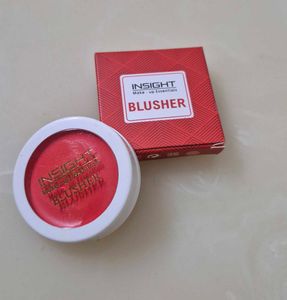 INSIGHT
Make - up Essentials
BLUSHER
INSIGHT
BLUSHER